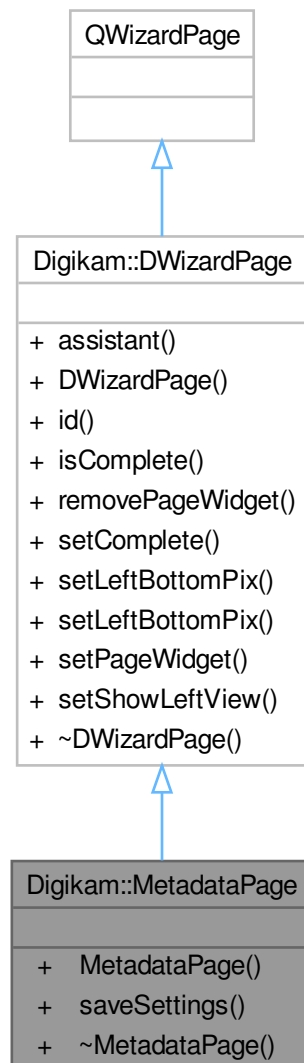 QWizardPage
Digikam::DWizardPage
+ assistant()
+ DWizardPage()
+ id()
+ isComplete()
+ removePageWidget()
+ setComplete()
+ setLeftBottomPix()
+ setLeftBottomPix()
+ setPageWidget()
+ setShowLeftView()
+ ~DWizardPage()
Digikam::MetadataPage
+ MetadataPage()
+ saveSettings()
+ ~MetadataPage()